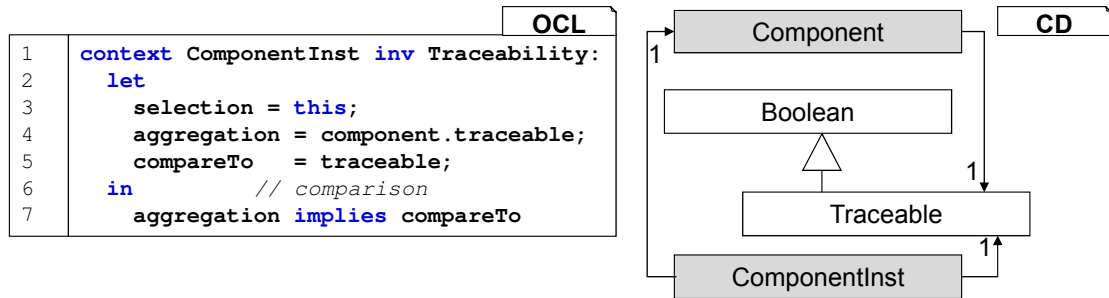 OCL
1 context ComponentInst inv Traceability:
2 let
3 selection = this;
4 aggregation = component.traceable;
5 compareTo   = traceable;
6 in          // comparison
7 aggregation implies compareTo
CD
Component
1
Boolean
1
Traceable
1
ComponentInst